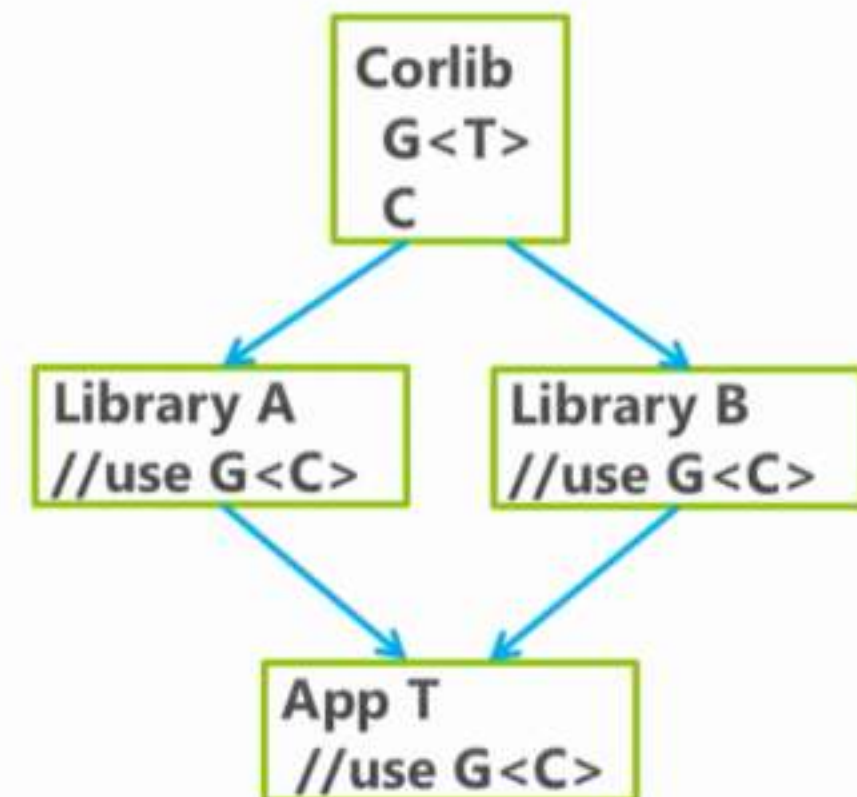 Corlib
G<T>
C
Library A
//use G<C>
Library B
//use G<C>
App T
//use G<C>